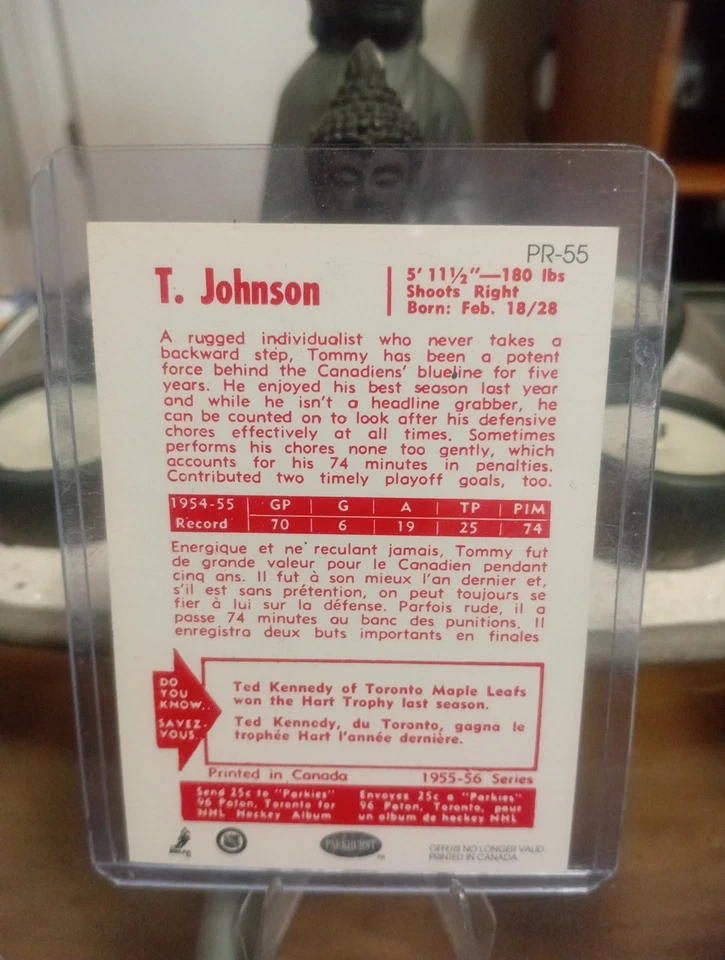 PR-55
T. Johnson
5' 11½"—180 lbs
Shoots Right
Born: Feb. 18/28
A rugged individualist who never takes a
backward step, Tommy has been a potent
force behind the Canadiens' blueline for five
years. He enjoyed his best season last year
and while he isn't a headline grabber, he
can be counted on to look after his defensive
chores effectively at all times. Sometimes
performs his chores none too gently, which
accounts for his 74 minutes in penalties.
Contributed two timely playoff goals, too.
1954-55 GP G A TP PIM
Record 70 6 19 25 74
Energique et ne reculant jamais, Tommy fut
de grande valeur pour le Canadien pendant
cinq ans. Il fut à son mieux l'an dernier et,
s'il est sans prétention, on peut toujours se
fier à lui sur la défense. Parfois rude, il a
passe 74 minutes au banc des punitions. Il
enregistra deux buts importants en finales
DO
YOU
KNOW..
SAVEZ-
VOUS..
Ted Kennedy of Toronto Maple Leafs
won the Hart Trophy last season.
Ted Kennedy, du Toronto, gagna le
trophée Hart l'année dernière.
Printed in Canada 1955-56 Series
Send 25c to "Parkies"
96 Paton, Toronto for
NHL Hockey Album
Envoyez 25c a "Parkies"
96 Paton, Toronto, pour
un album de hockey NHL
PARKHURST
OFFER IS NO LONGER VALID.
PRINTED IN CANADA.